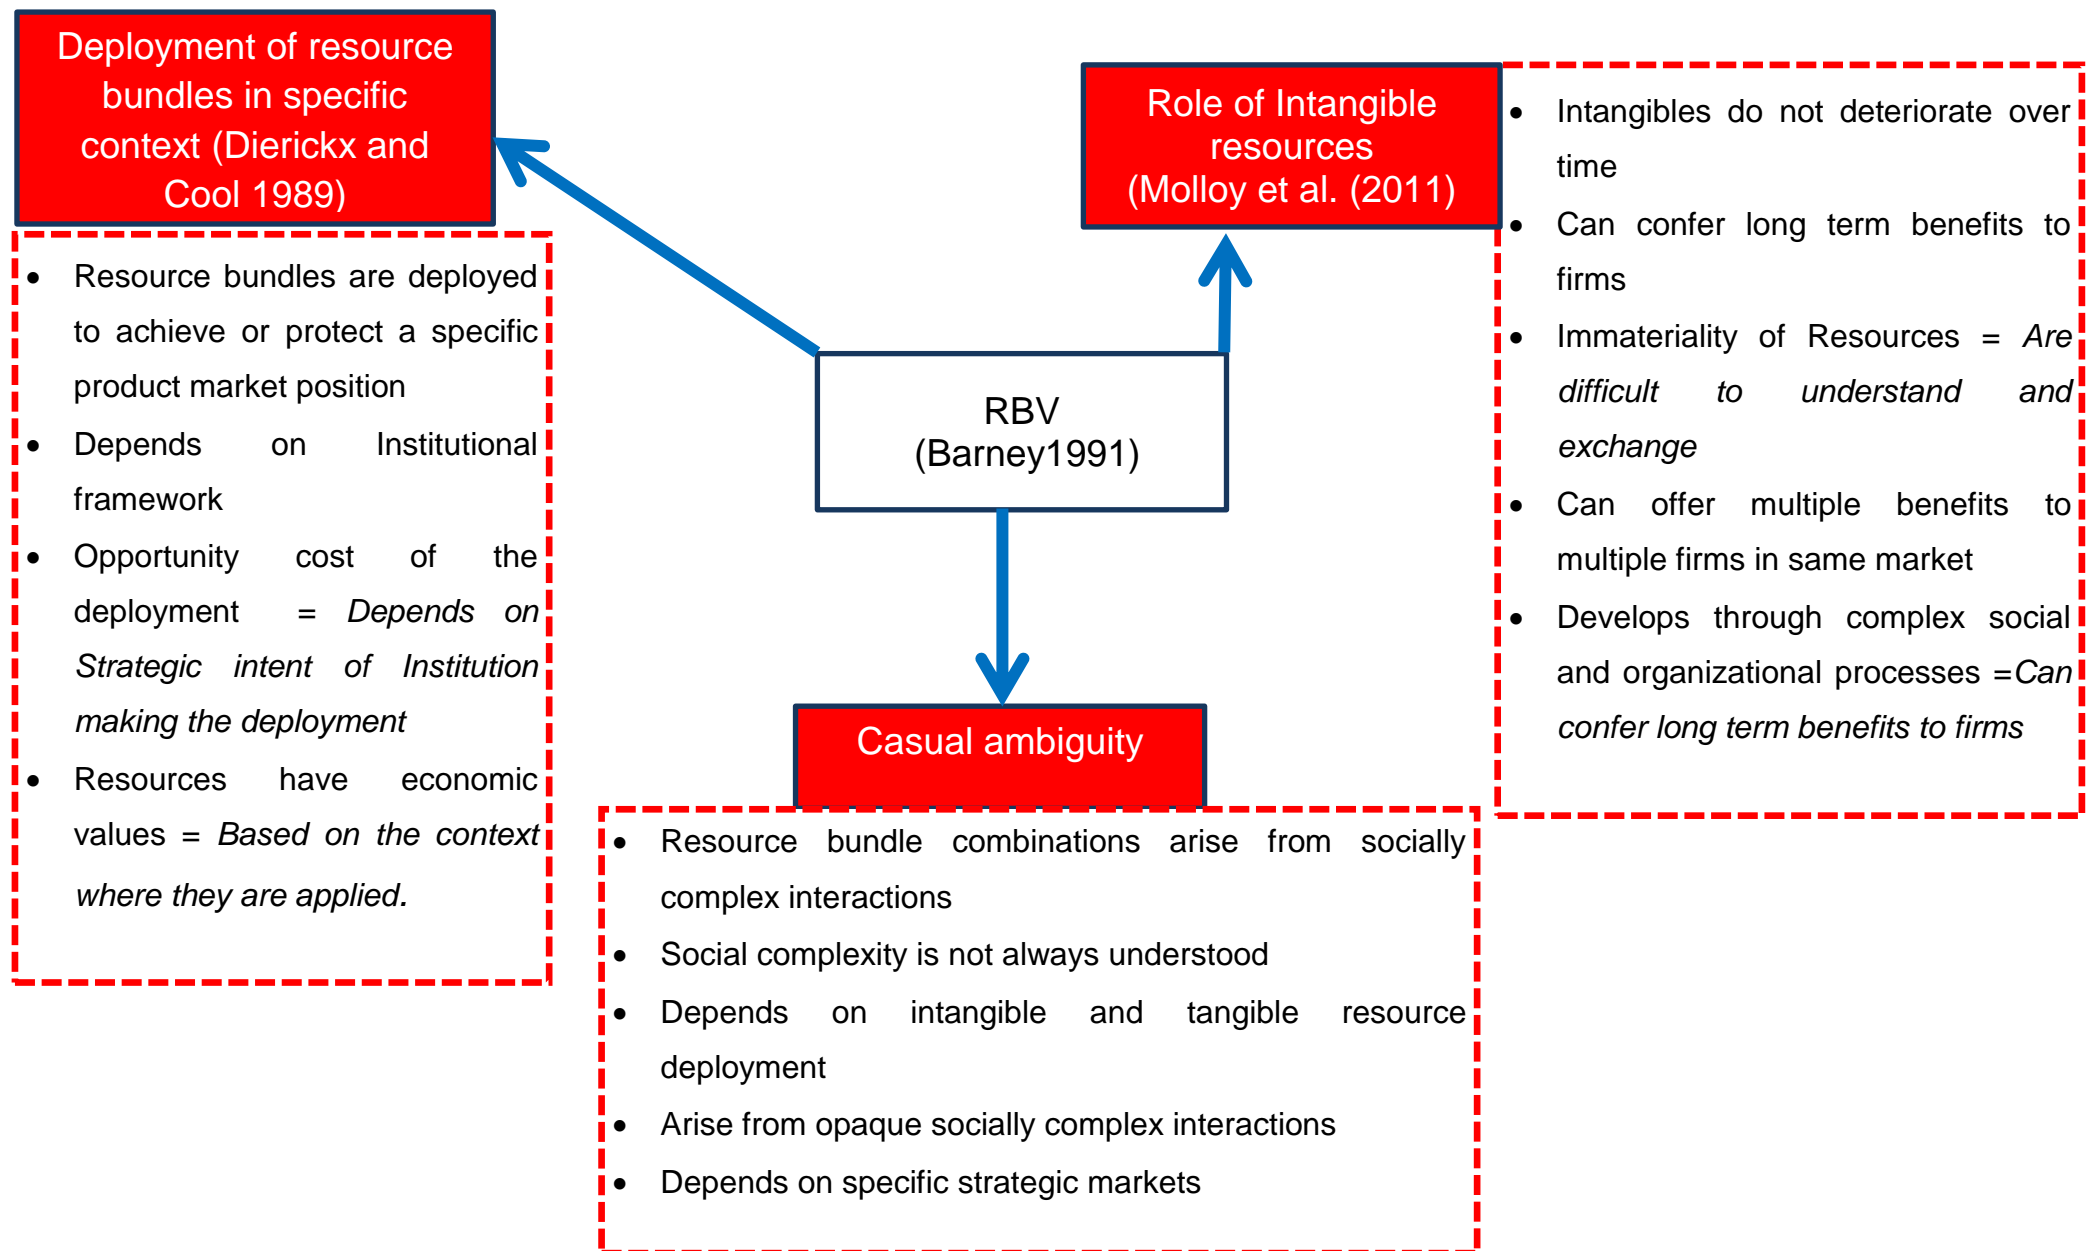 Deployment of resource
bundles in specific
context (Dierickx and
Cool 1989)
• Resource bundles are deployed
to achieve or protect a specific
product market position
• Depends on Institutional
framework
• Opportunity cost of the
deployment = Depends on
Strategic intent of Institution
making the deployment
• Resources have economic
values = Based on the context
where they are applied.
RBV
(Barney1991)
Casual ambiguity
• Resource bundle combinations arise from socially
complex interactions
• Social complexity is not always understood
• Depends on intangible and tangible resource
deployment
• Arise from opaque socially complex interactions
• Depends on specific strategic markets
Role of Intangible
resources
(Molloy et al. (2011)
• Intangibles do not deteriorate over
time
• Can confer long term benefits to
firms
• Immateriality of Resources = Are
difficult to understand and
exchange
• Can offer multiple benefits to
multiple firms in same market
• Develops through complex social
and organizational processes =Can
confer long term benefits to firms